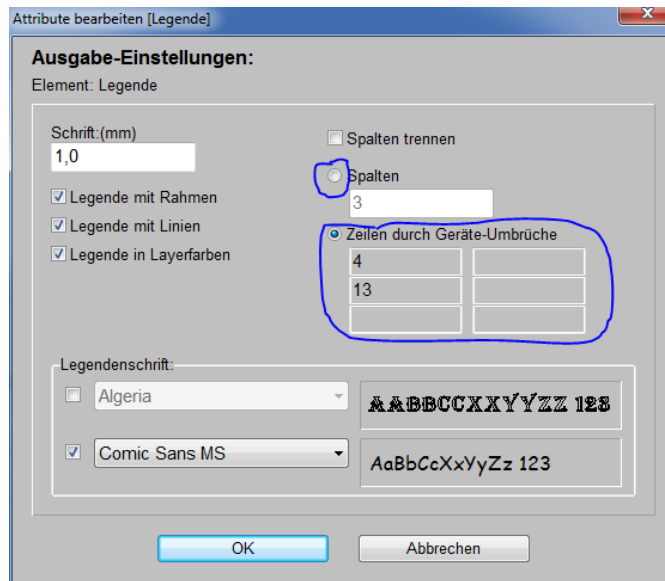 Attribute bearbeiten [Legende]
Ausgabe-Einstellungen:
Element: Legende
Schrift:(mm)
1,0
Legende mit Rahmen
Legende mit Linien
Legende in Layerfarben
Spalten trennen
Spalten
3
Zeilen durch Geräte-Umbrüche
4
13
Legendenschrift:
Algeria
AABBCCXXYYZZ 123
Comic Sans MS
AaBbCcXxYyZz 123
OK
Abbrechen